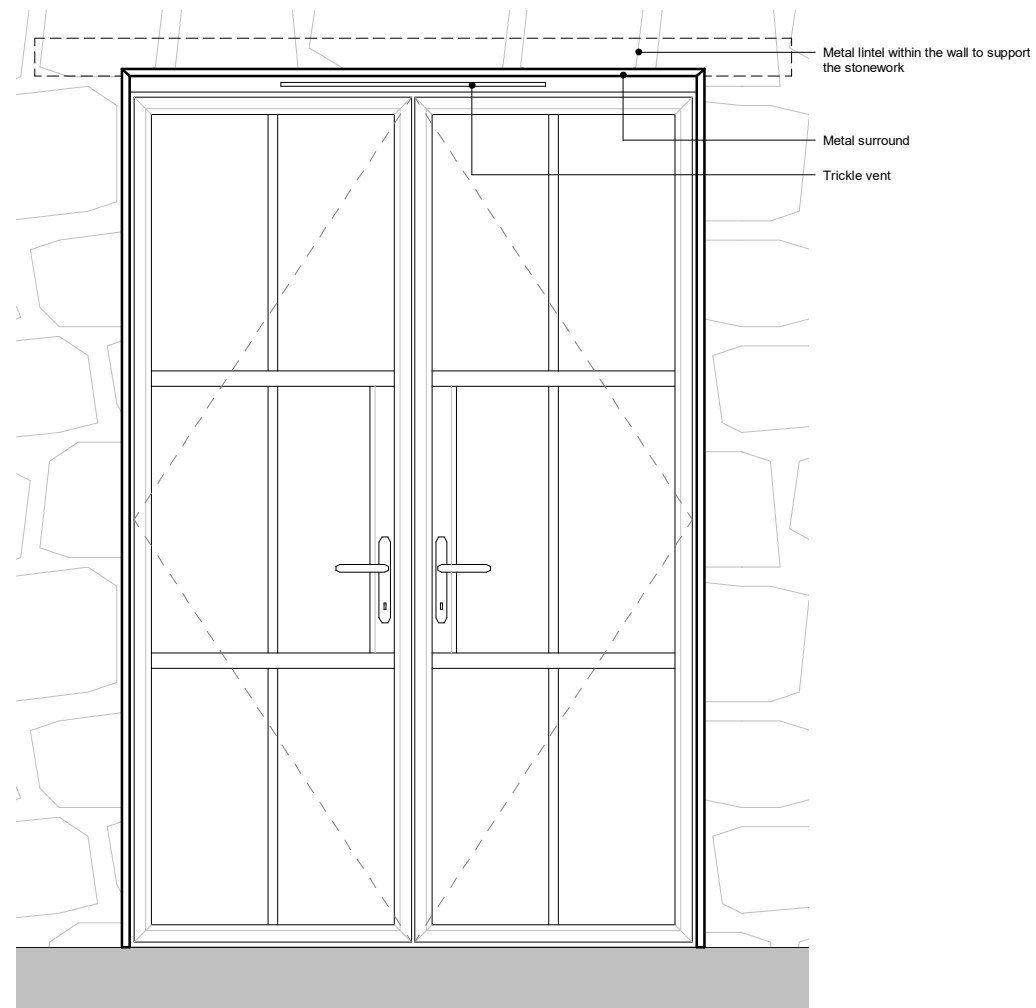 Metal lintel within the wall to support
the stonework
Metal surround
Trickle vent